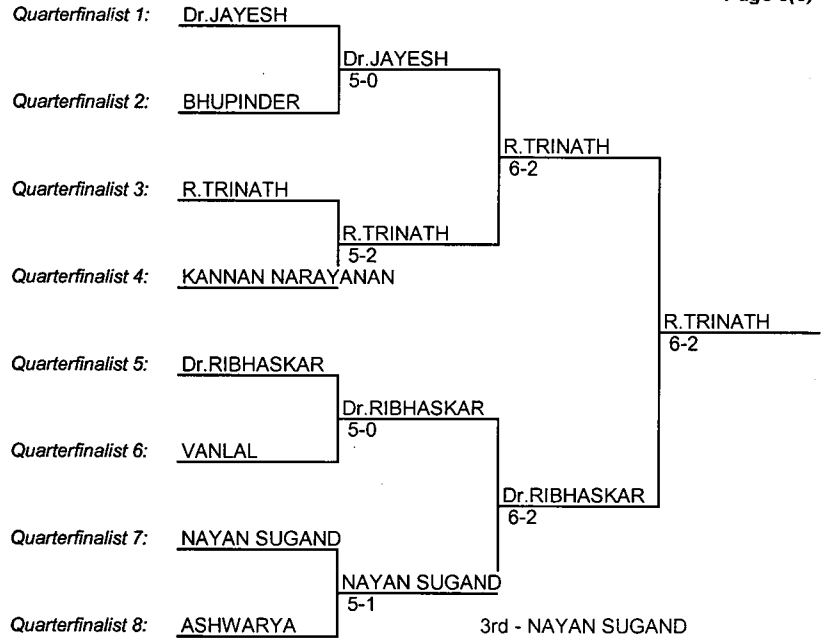 Quarterfinalist 1: Dr.JAYESH
Dr.JAYESH
5-0
Quarterfinalist 2: BHUPINDER
R.TRINATH
6-2
Quarterfinalist 3: R.TRINATH
R.TRINATH
5-2
Quarterfinalist 4: KANNAN NARAYANAN
R.TRINATH
6-2
Quarterfinalist 5: Dr.RIBHASKAR
Dr.RIBHASKAR
5-0
Quarterfinalist 6: VANLAL
Dr.RIBHASKAR
6-2
Quarterfinalist 7: NAYAN SUGAND
NAYAN SUGAND
5-1
Quarterfinalist 8: ASHWARYA
3rd - NAYAN SUGAND